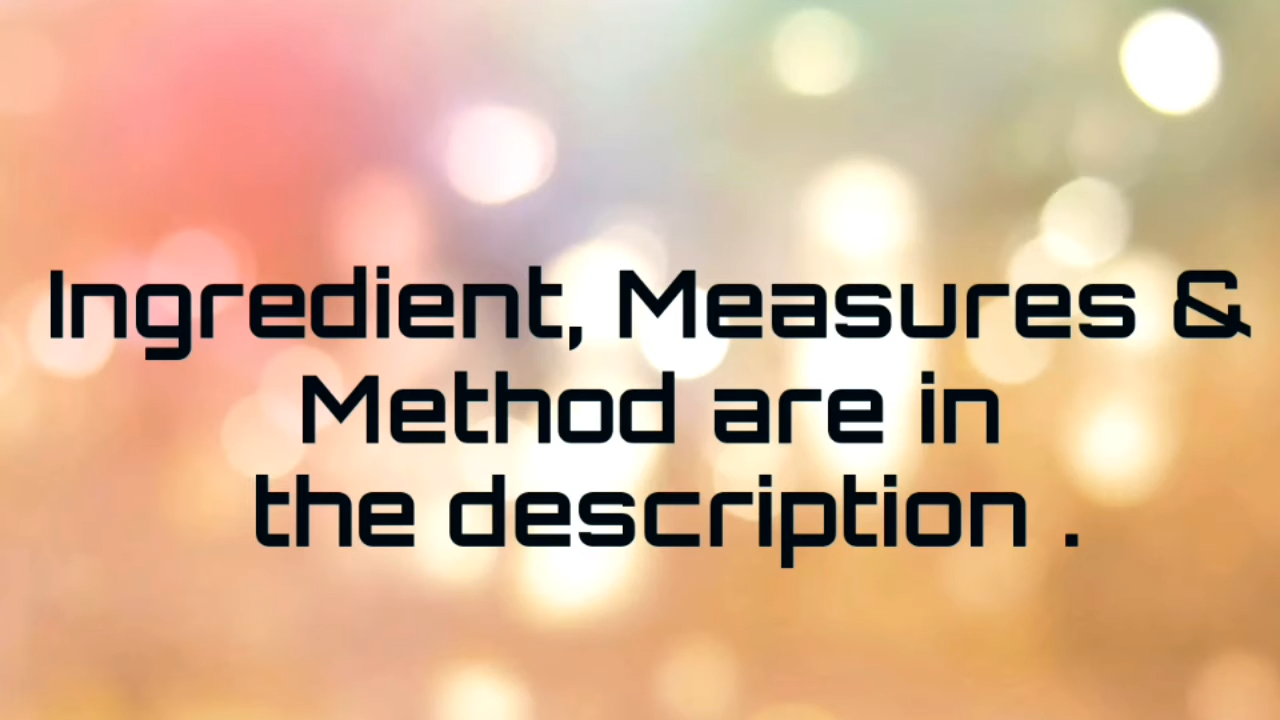 Ingredient, Measures &
Method are in
the description .